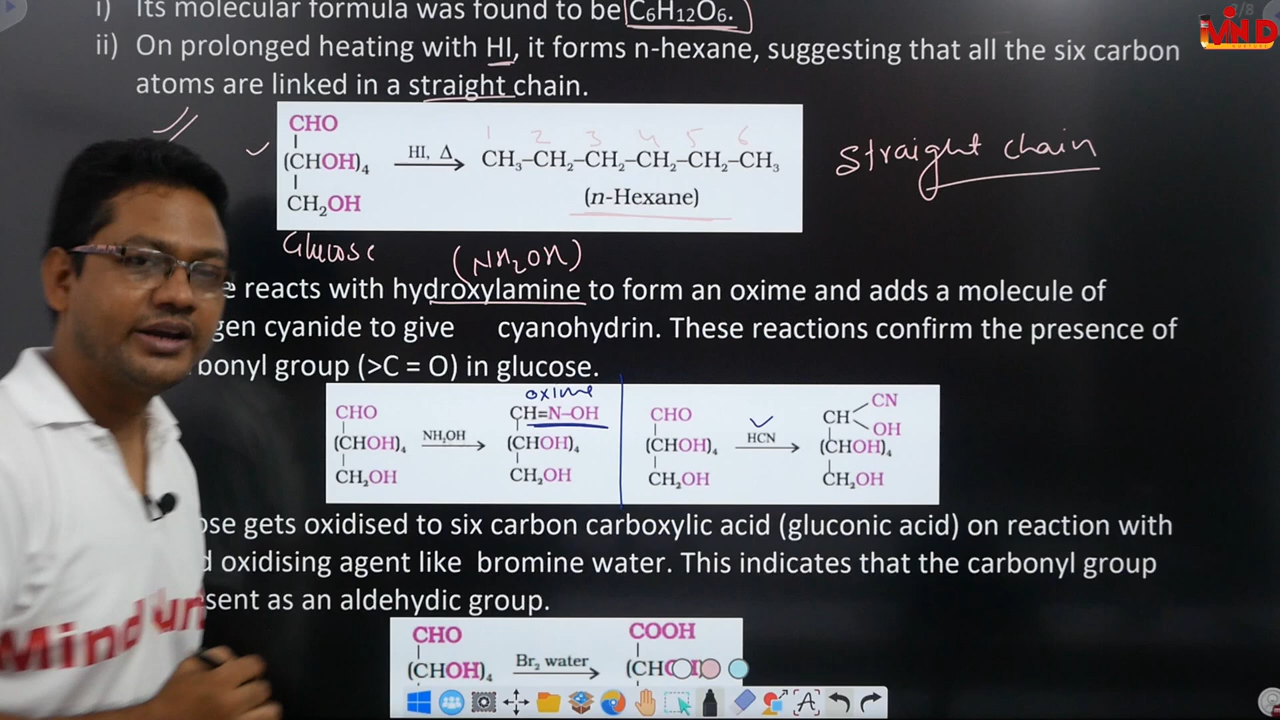 i) Its molecular formula was found to be C₆H₁₂O₆.
/8
MIND
ii) On prolonged heating with HI, it forms n-hexane, suggesting that all the six carbon
atoms are linked in a straight chain.
CHO
(CHOH)₄
CH₂OH
HI, Δ
1 2 3 4 5 6
CH₃–CH₂–CH₂–CH₂–CH₂–CH₃
(n-Hexane)
Straight chain
Glucose
(NH₂OH)
e reacts with hydroxylamine to form an oxime and adds a molecule of
gen cyanide to give cyanohydrin. These reactions confirm the presence of
bonyl group (>C = O) in glucose.
CHO
(CHOH)₄
CH₂OH
NH₂OH
oxime
CH=N–OH
(CHOH)₄
CH₂OH
CHO
(CHOH)₄
CH₂OH
HCN
CH
CN
OH
(CHOH)₄
CH₂OH
ose gets oxidised to six carbon carboxylic acid (gluconic acid) on reaction with
d oxidising agent like bromine water. This indicates that the carbonyl group
sent as an aldehydic group.
CHO
(CHOH)₄
Br₂ water
COOH
(CH
Mind
A